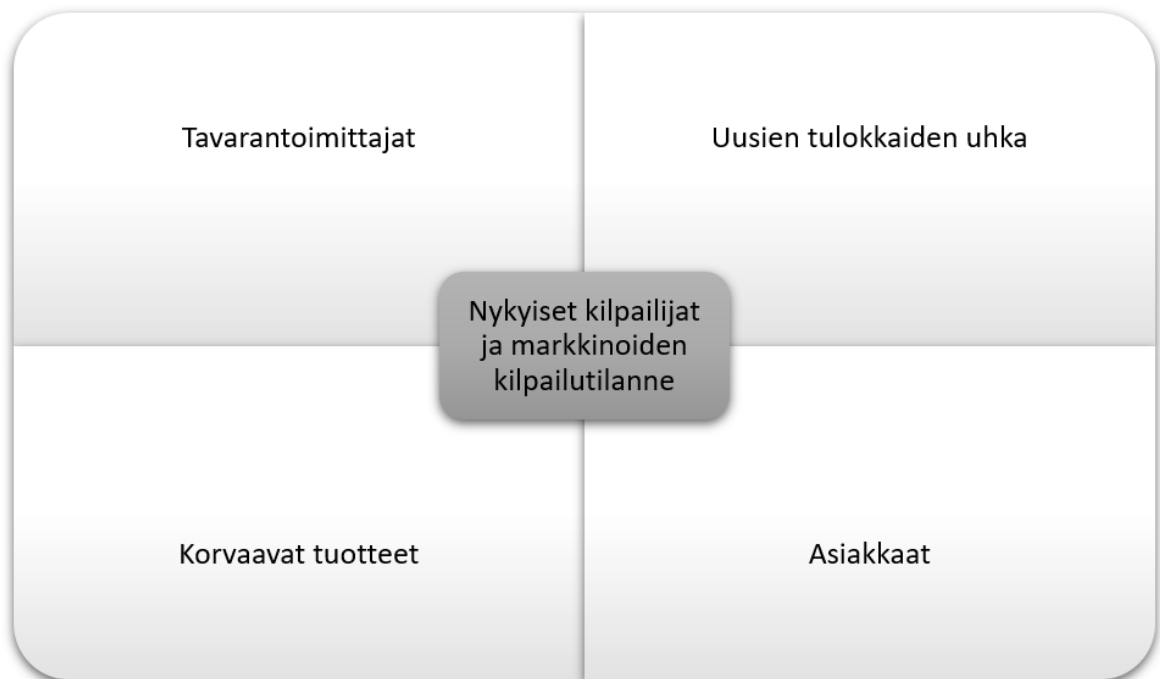 Tavarantoimittajat
Uusien tulokkaiden uhka
Nykyiset kilpailijat
ja markkinoiden
kilpailutilanne
Korvaavat tuotteet
Asiakkaat